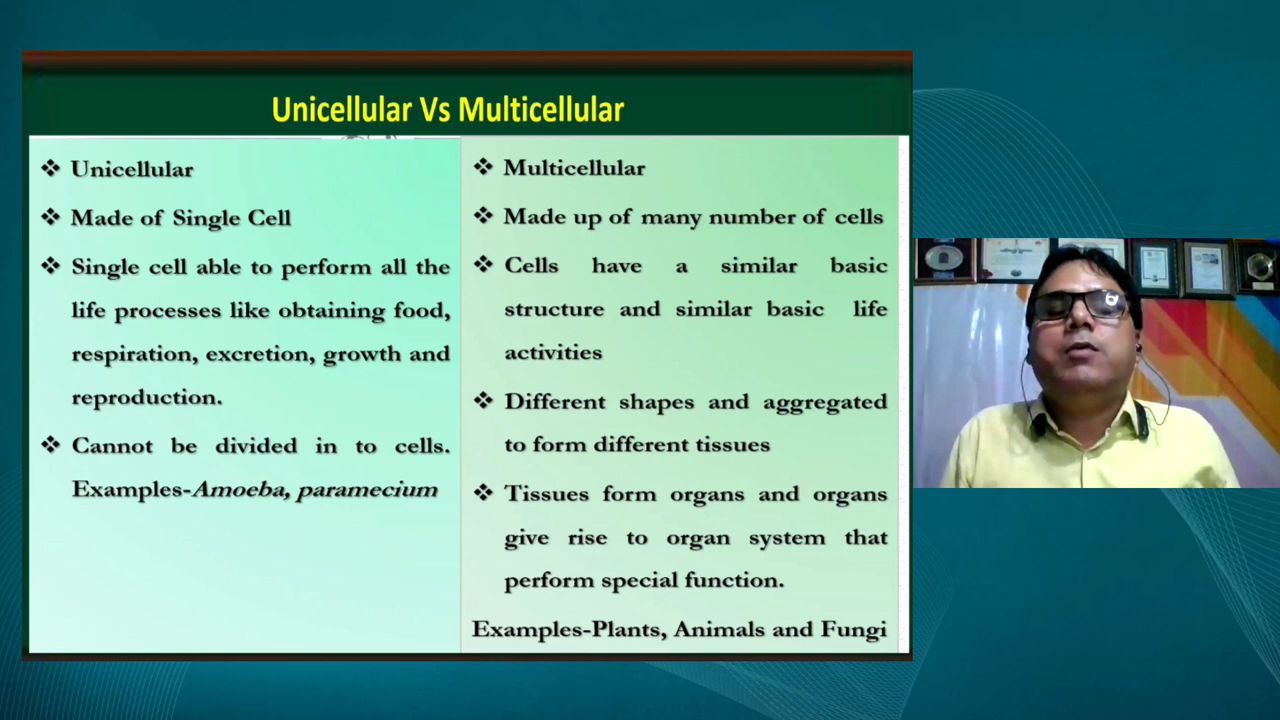 Unicellular Vs Multicellular
Unicellular
Made of Single Cell
Single cell able to perform all the
life processes like obtaining food,
respiration, excretion, growth and
reproduction.
Cannot be divided in to cells.
Examples-Amoeba, paramecium
Multicellular
Made up of many number of cells
Cells have a similar basic
structure and similar basic life
activities
Different shapes and aggregated
to form different tissues
Tissues form organs and organs
give rise to organ system that
perform special function.
Examples-Plants, Animals and Fungi